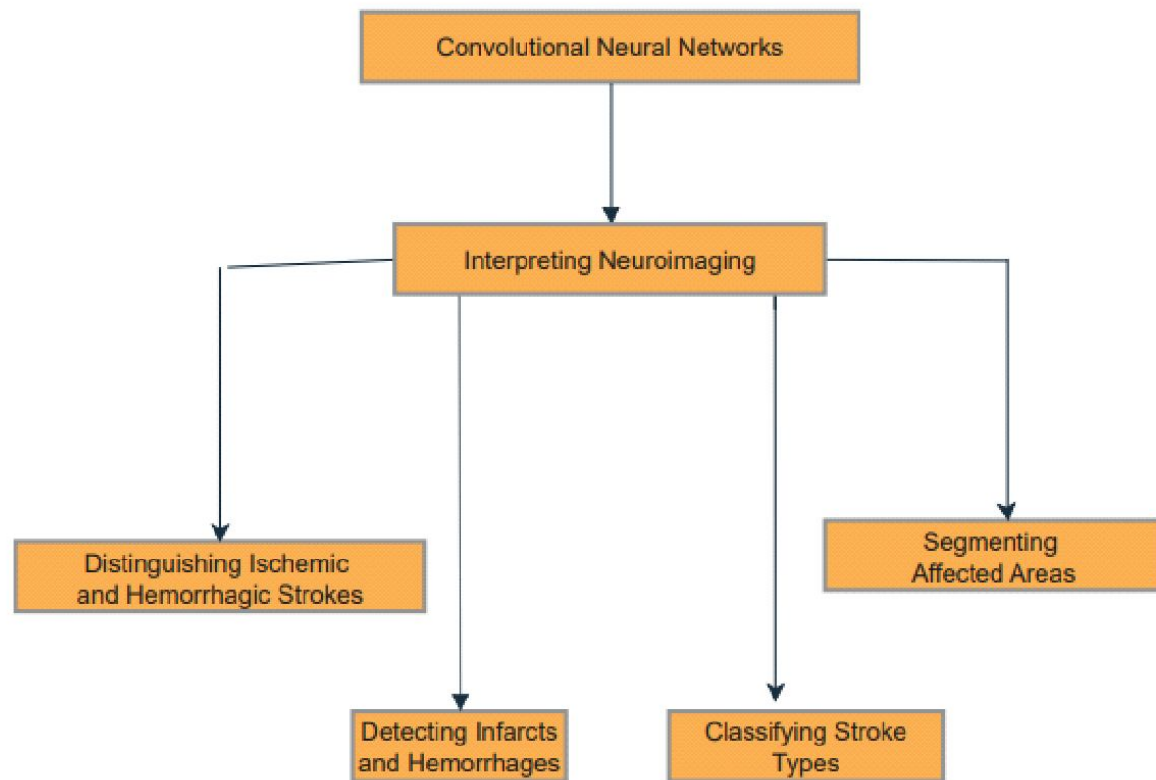 Convolutional Neural Networks
Interpreting Neuroimaging
Distinguishing Ischemic
and Hemorrhagic Strokes
Segmenting
Affected Areas
Detecting Infarcts
and Hemorrhages
Classifying Stroke
Types